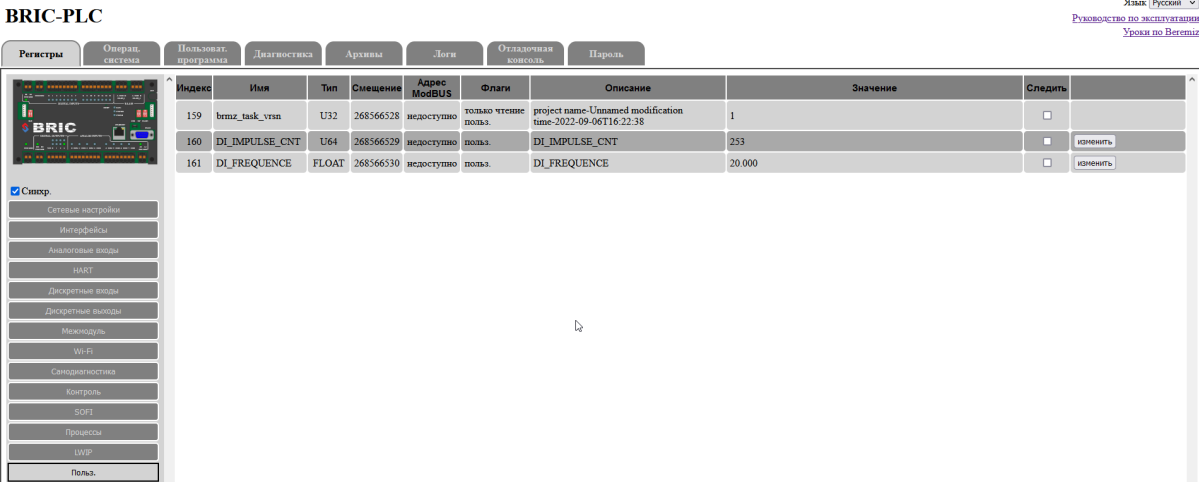 Язык Русский
BRIC-PLC
Руководство по эксплуатации
Уроки по Beremiz
Регистры
Операц.
система
Пользоват.
программа
Диагностика
Архивы
Логи
Отладочная
консоль
Пароль
BRIC
Синхр.
Сетевые настройки
Интерфейсы
Аналоговые входы
HART
Дискретные входы
Дискретные выходы
Межмодуль
Wi-Fi
Самодиагностика
Контроль
SOFI
Процессы
LWIP
Польз.
Индекс Имя Тип Смещение Адрес ModBUS Флаги Описание Значение Следить
159 brmz_task_vrsn U32 268566528 недоступно только чтение польз. project name-Unnamed modification time-2022-09-06T16:22:38 1
160 DI_IMPULSE_CNT U64 268566529 недоступно польз. DI_IMPULSE_CNT 253 изменить
161 DI_FREQUENCE FLOAT 268566530 недоступно польз. DI_FREQUENCE 20.000 изменить